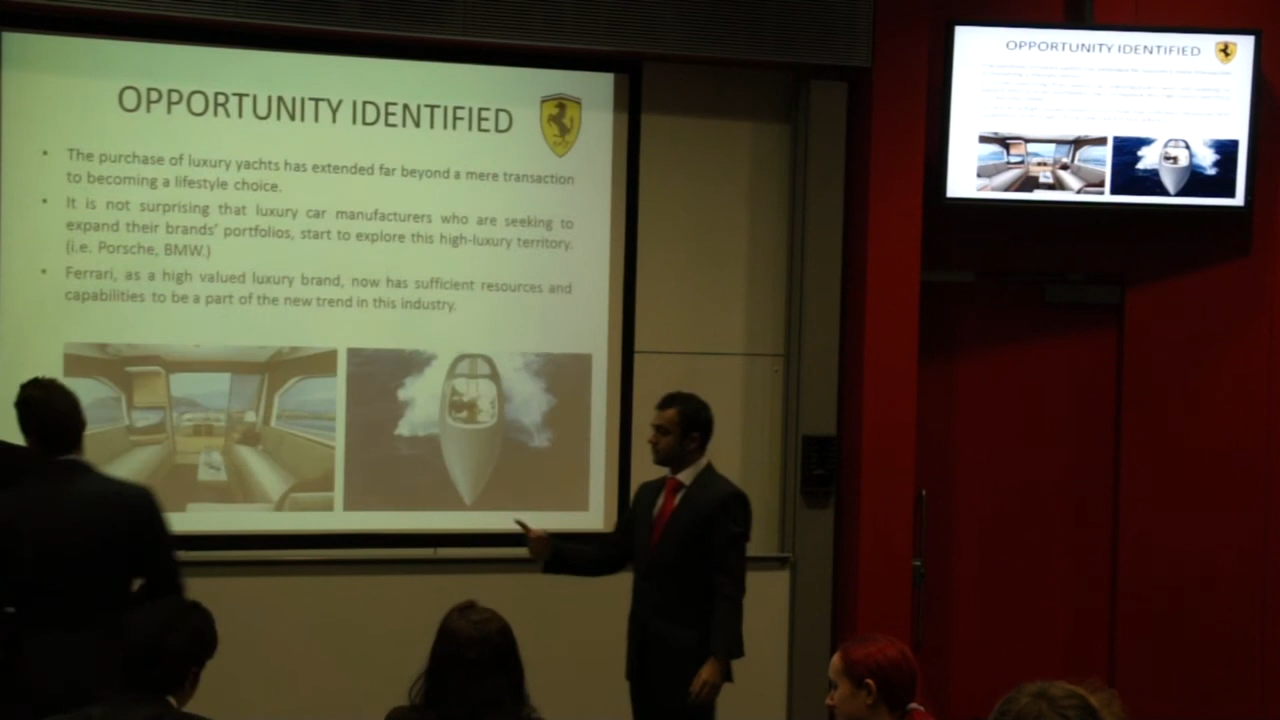 OPPORTUNITY IDENTIFIED
• The purchase of luxury yachts has extended far beyond a mere transaction
to becoming a lifestyle choice.
• It is not surprising that luxury car manufacturers who are seeking to
expand their brands' portfolios, start to explore this high-luxury territory.
(i.e. Porsche, BMW.)
• Ferrari, as a high valued luxury brand, now has sufficient resources and
capabilities to be a part of the new trend in this industry.
OPPORTUNITY IDENTIFIED